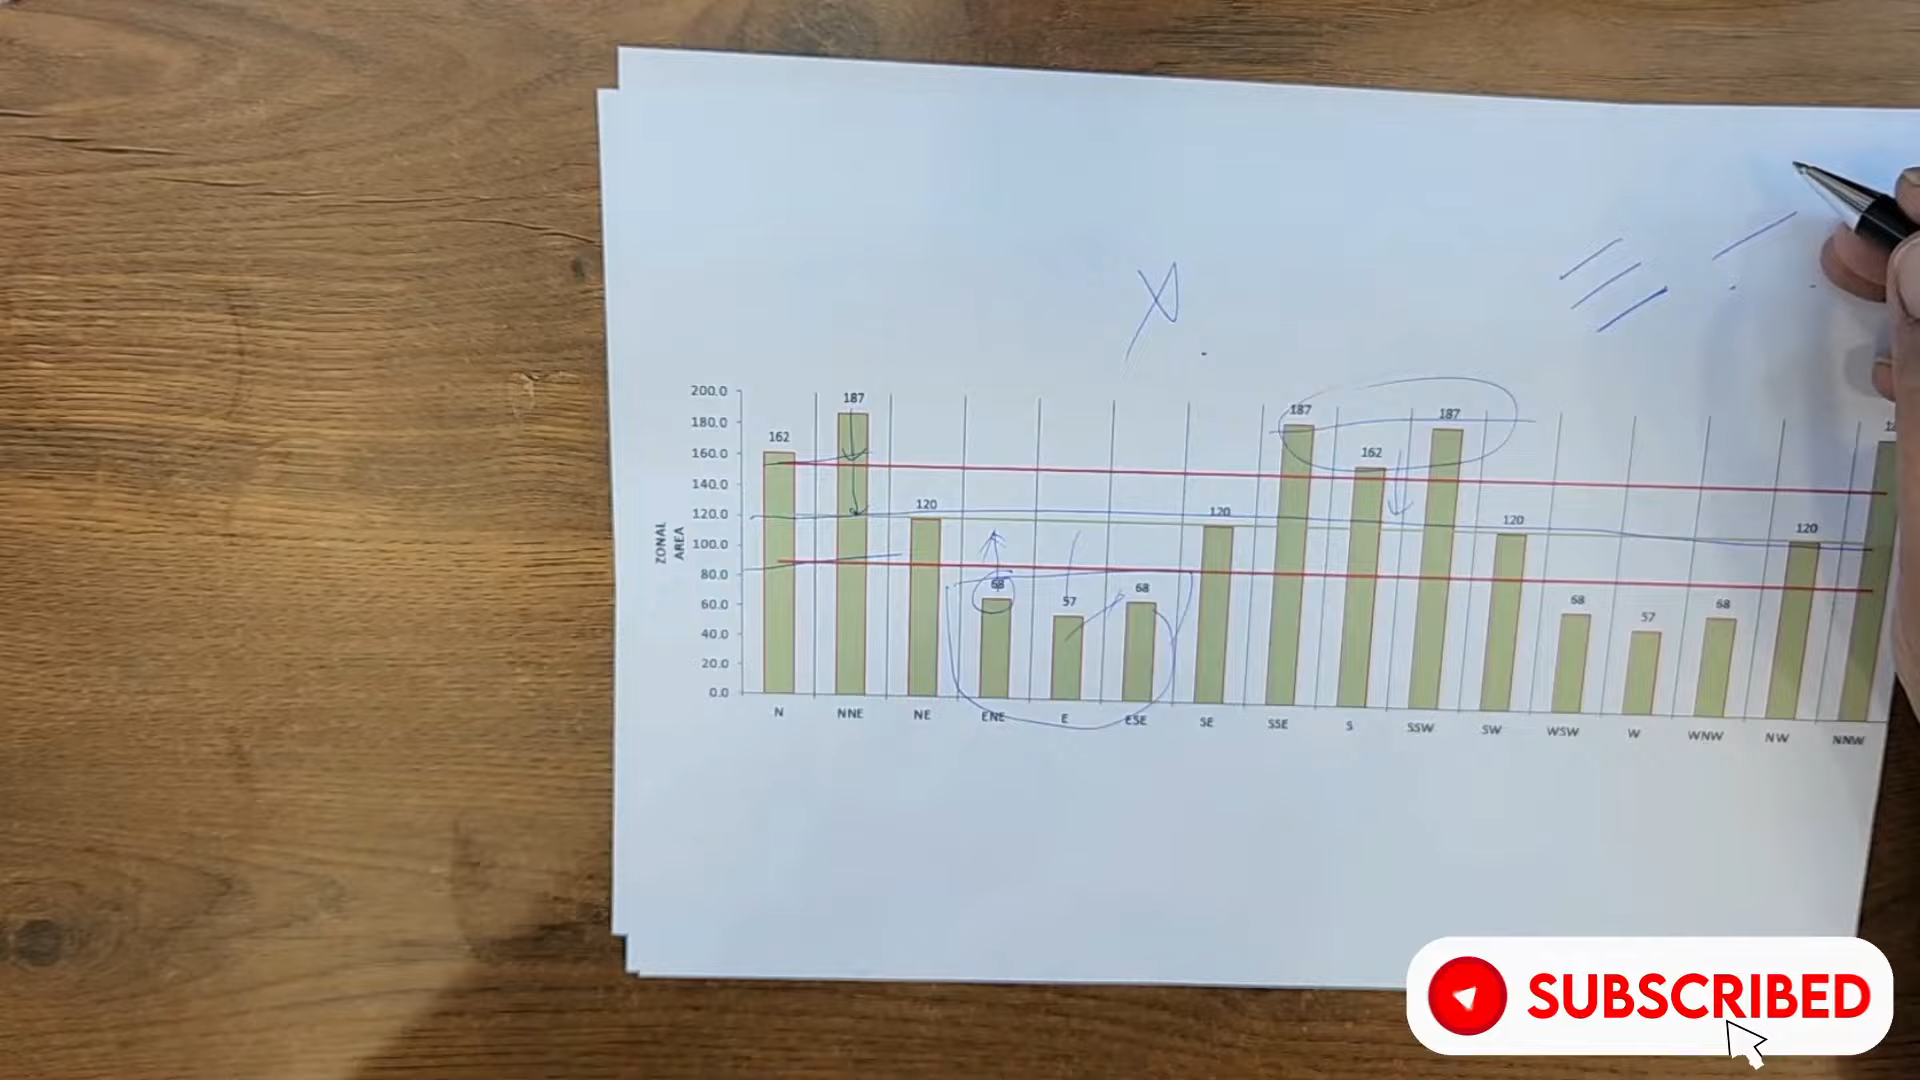 200.0
180.0
160.0
140.0
120.0
100.0
80.0
60.0
40.0
20.0
0.0
ZONAL
AREA
162
187
120
68
57
68
120
187
162
187
120
68
57
68
120
N
NNE
NE
ENE
E
ESE
SE
SSE
S
SSW
SW
WSW
W
WNW
NW
NNW
SUBSCRIBED